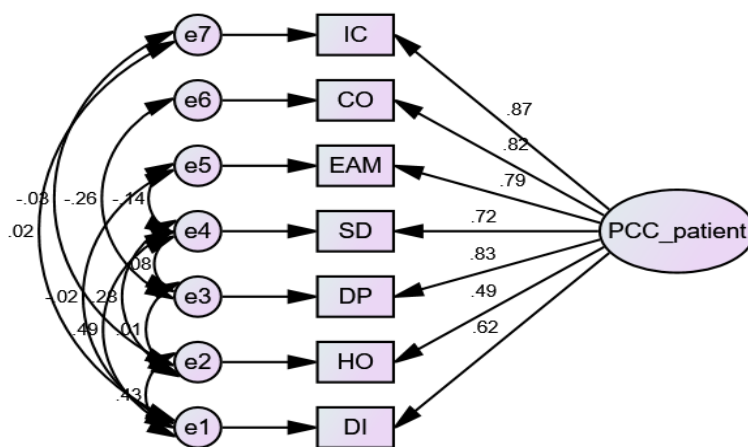 e7 IC
.87
e6 CO
.82
e5 EAM
.79
-.03 -.26 -.14
.02
e4 SD
.72
PCC_patient
.08
.83
e3 DP
-.02 .28
.49
.49 .01
e2 HO
.62
.43
e1 DI